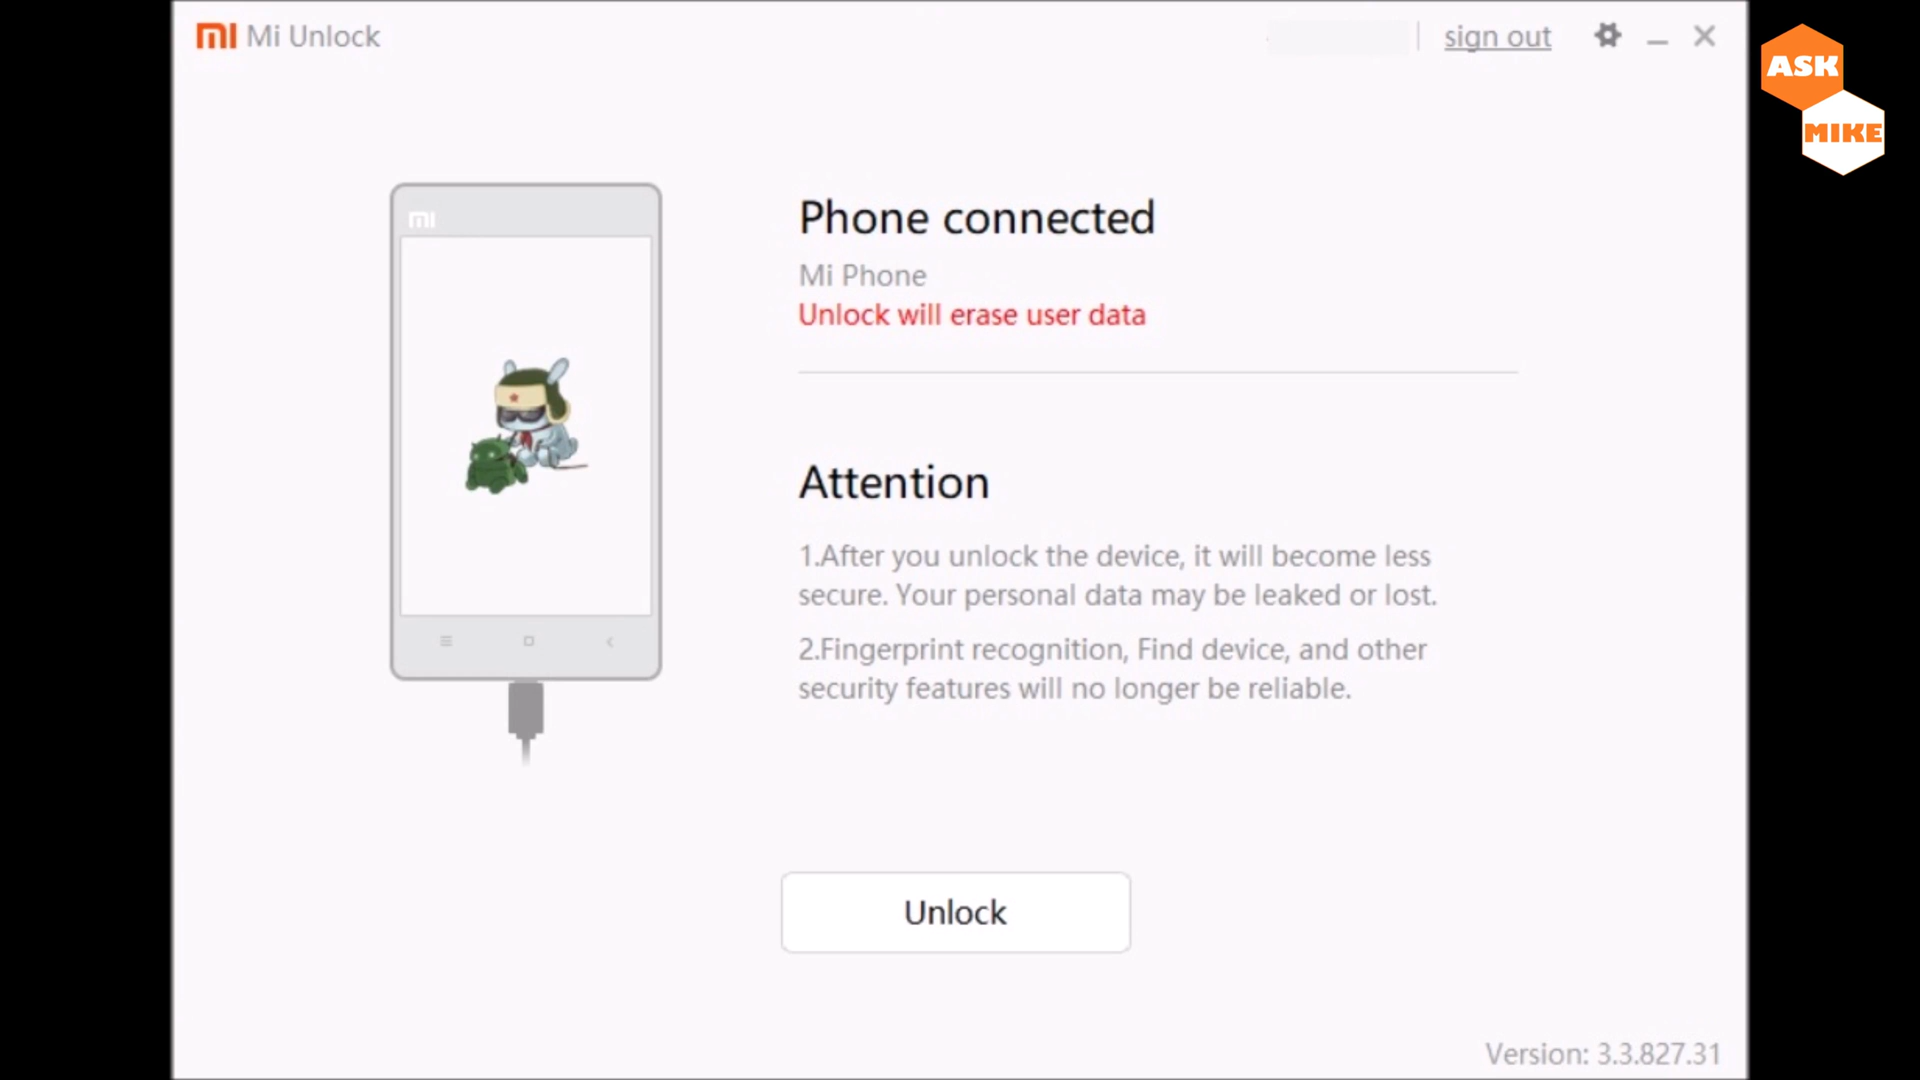 mi Mi Unlock
sign out
ASK
MIKE
mi
Phone connected
Mi Phone
Unlock will erase user data
Attention
1.After you unlock the device, it will become less
secure. Your personal data may be leaked or lost.
2.Fingerprint recognition, Find device, and other
security features will no longer be reliable.
Unlock
Version: 3.3.827.31